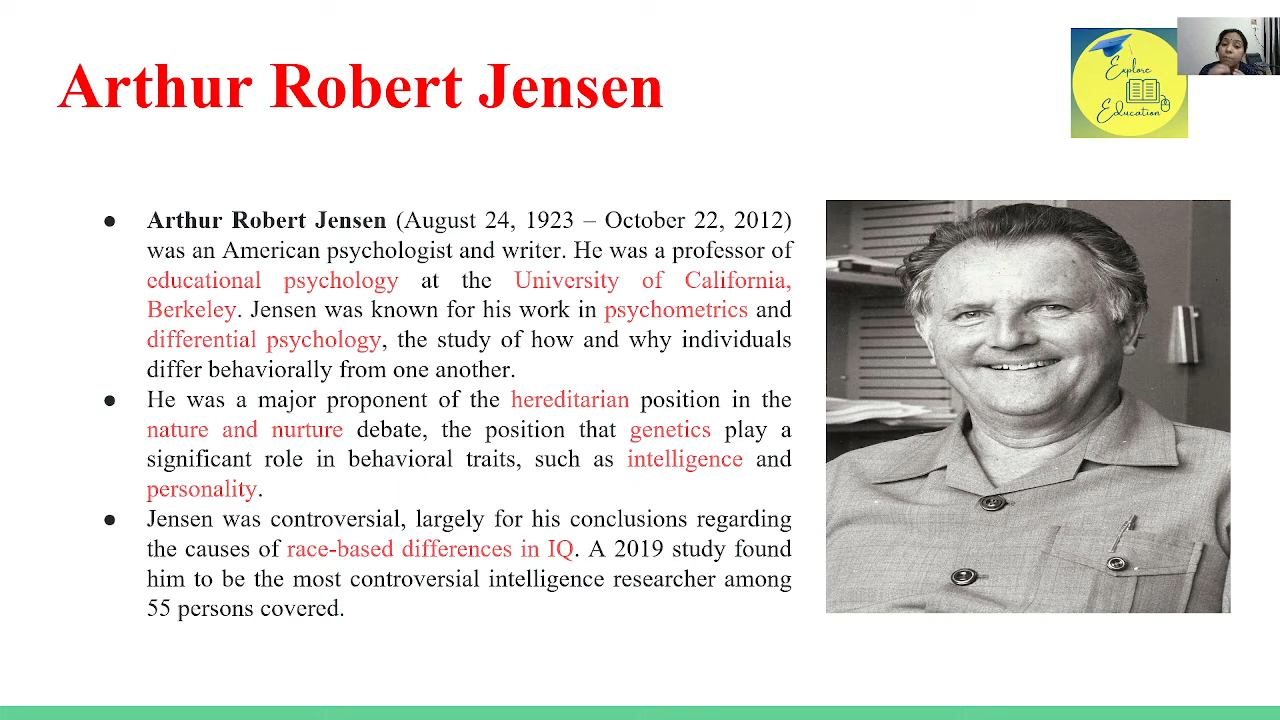 Arthur Robert Jensen
Explore
Education
● Arthur Robert Jensen (August 24, 1923 – October 22, 2012)
was an American psychologist and writer. He was a professor of
educational psychology at the University of California,
Berkeley. Jensen was known for his work in psychometrics and
differential psychology, the study of how and why individuals
differ behaviorally from one another.
● He was a major proponent of the hereditarian position in the
nature and nurture debate, the position that genetics play a
significant role in behavioral traits, such as intelligence and
personality.
● Jensen was controversial, largely for his conclusions regarding
the causes of race-based differences in IQ. A 2019 study found
him to be the most controversial intelligence researcher among
55 persons covered.